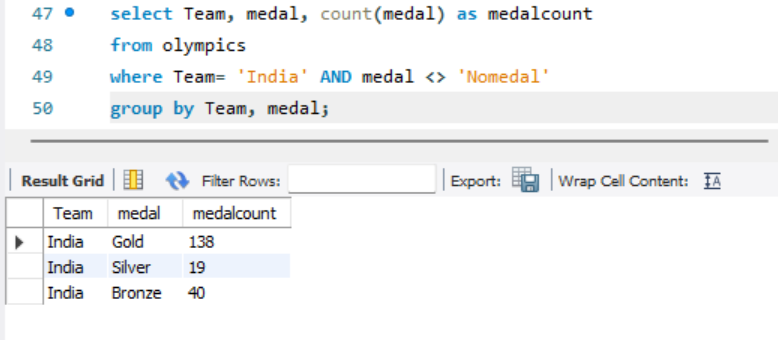 47 select Team, medal, count(medal) as medalcount
48 from olympics
49 where Team= 'India' AND medal <> 'Nomedal'
50 group by Team, medal;
Result Grid Filter Rows: Export: Wrap Cell Content: IA
Team medal medalcount
India Gold 138
India Silver 19
India Bronze 40